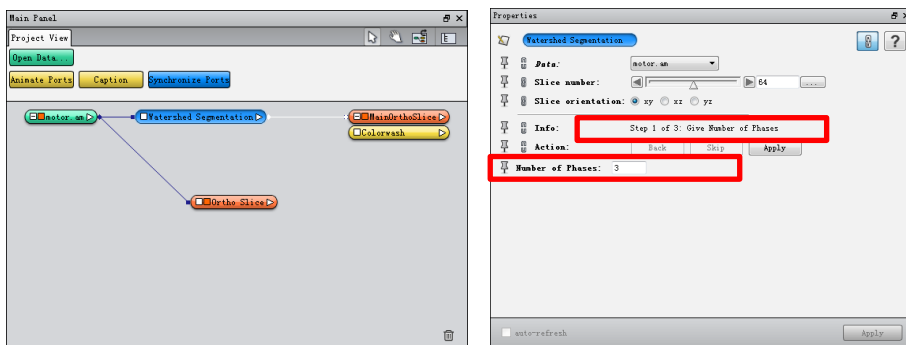 Main Panel
Project View
Open Data...
Animate Ports Caption Synchronize Ports
motor.am Watershed Segmentation MainOrthoSlice
Colorwash
Ortho Slice
Properties
Watershed Segmentation ?
Data: motor.am
Slice number: 64 ...
Slice orientation: xy xz yz
Info: Step 1 of 3: Give Number of Phases
Action: Back Skip Apply
Number of Phases: 3
auto-refresh Apply